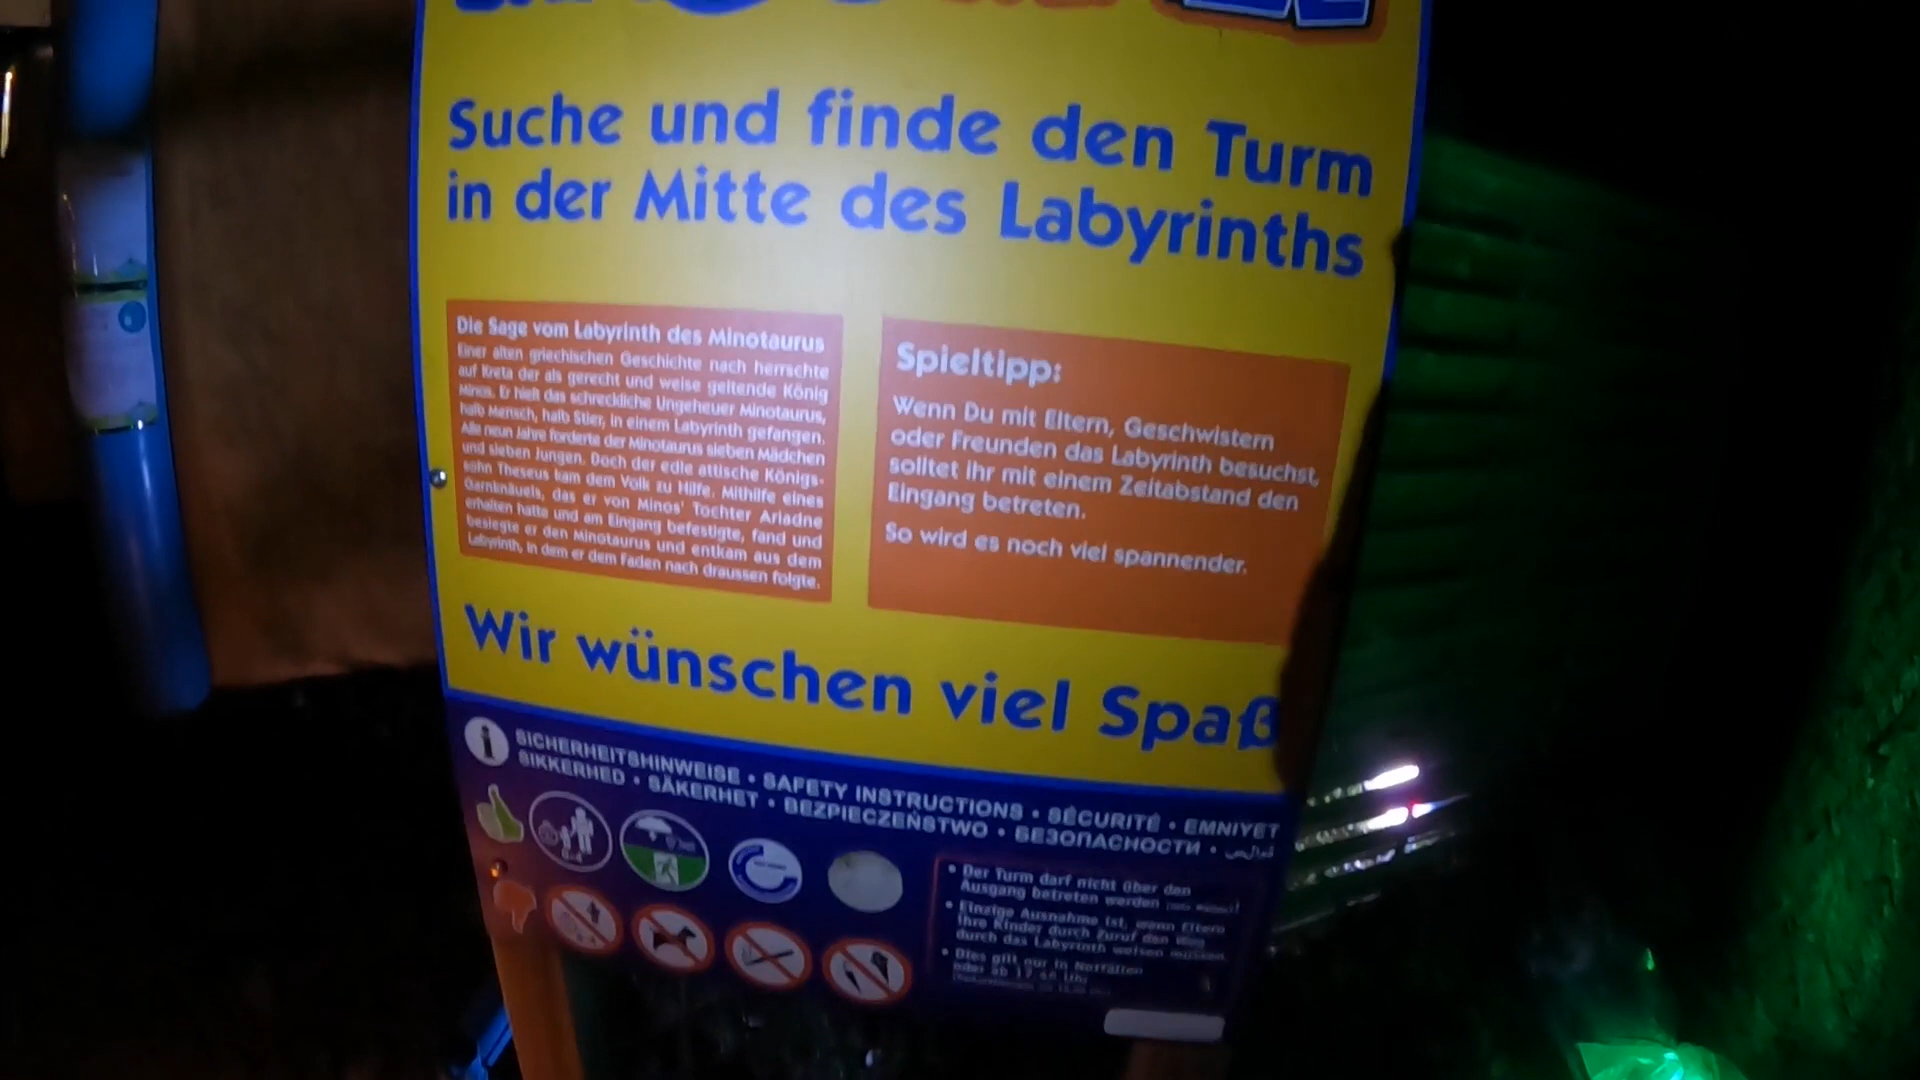 Suche und finde den Turm
in der Mitte des Labyrinths
Die Sage vom Labyrinth des Minotaurus
Einer alten griechischen Geschichte nach herrschte
auf Kreta der als gerecht und weise geltende König
Minos. Er hielt das schreckliche Ungeheuer Minotaurus,
halb Mensch, halb Stier, in einem Labyrinth gefangen.
Alle neun Jahre forderte der Minotaurus sieben Mädchen
und sieben Jungen. Doch der edle attische Königs-
sohn Theseus kam dem Volk zu Hilfe. Mithilfe eines
Garnknäuels, das er von Minos' Tochter Ariadne
erhalten hatte und am Eingang befestigte, fand und
besiegte er den Minotaurus und entkam aus dem
Labyrinth, in dem er dem Faden nach draussen folgte.
Spieltipp:
Wenn Du mit Eltern, Geschwistern
oder Freunden das Labyrinth besuchst,
solltet ihr mit einem Zeitabstand den
Eingang betreten.
So wird es noch viel spannender.
Wir wünschen viel Spaß
SICHERHEITSHINWEISE • SAFETY INSTRUCTIONS • SÉCURITÉ • EMNIYET
SIKKERHED • SÄKERHET • BEZPIECZEŃSTWO • БЕЗОПАСНОСТИ •
• Der Turm darf nicht über den
Ausgang betreten werden
• Einzige Ausnahme ist, wenn Eltern
ihre Kinder durch Zuruf den Weg
durch das Labyrinth weisen müssen.
• Dies gilt nur in Notfällen